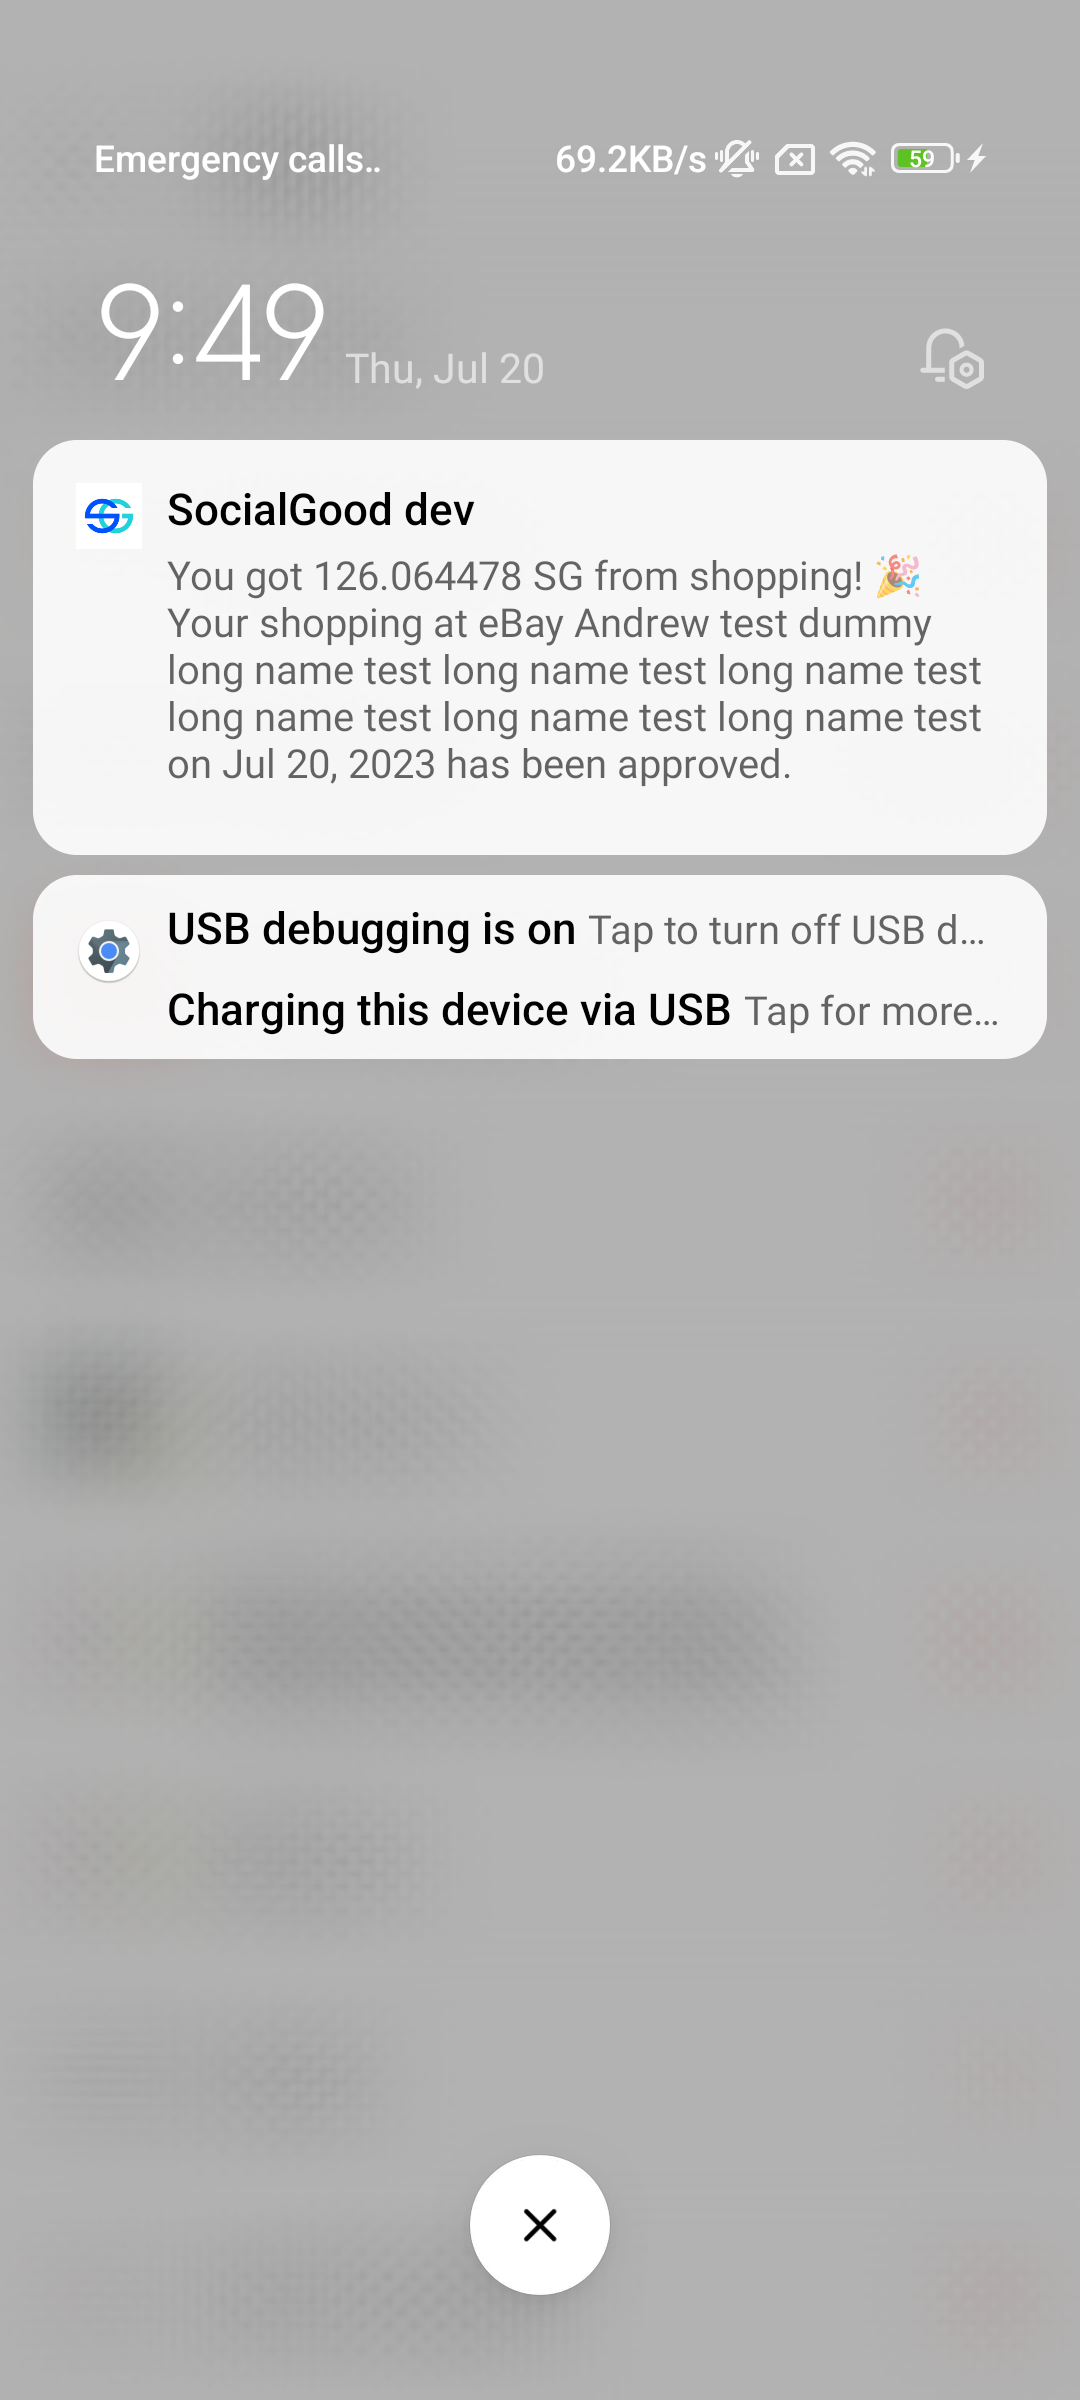 Emergency calls.. 69.2KB/s 59
9:49 Thu, Jul 20
SocialGood dev
You got 126.064478 SG from shopping! 🎉
Your shopping at eBay Andrew test dummy
long name test long name test long name test
long name test long name test long name test
on Jul 20, 2023 has been approved.
USB debugging is on Tap to turn off USB d...
Charging this device via USB Tap for more...